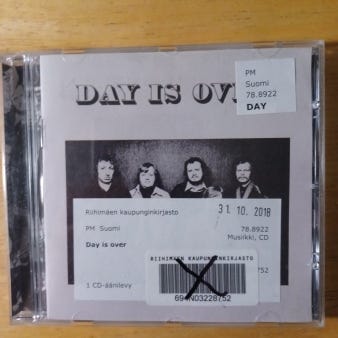 PM
Suomi
78.8922
DAY
DAY IS OV
Riihimäen kaupunginkirjasto
31. 10. 2018
PM Suomi
78.8922
Musiikki, CD
Day is over
RIIHIMÄEN KAUPUNGINKIRJASTO
52
1 CD-äänilevy
694N03228752